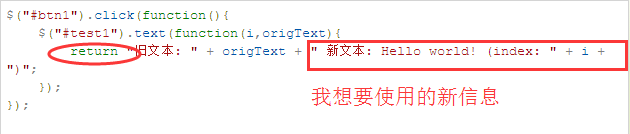 $("#btn1").click(function(){
$("#test1").text(function(i,origText){
return "旧文本: " + origText + " 新文本: Hello world! (index: " + i +
")";
});
});
我想要使用的新信息